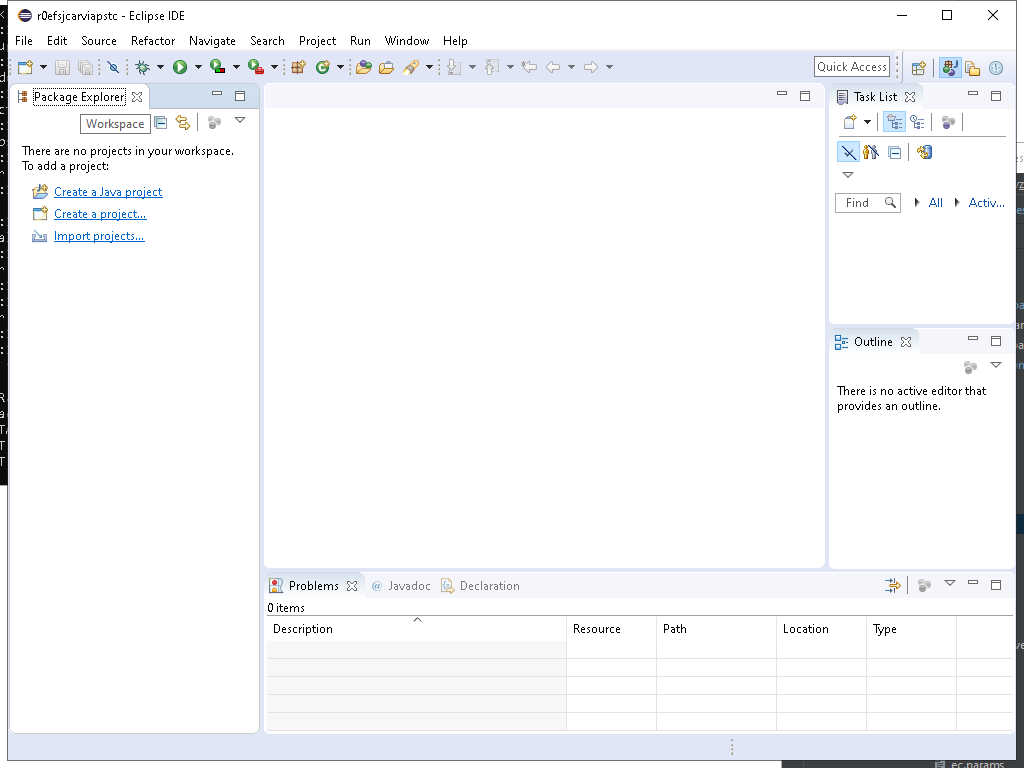 r0efsjcarviapstc - Eclipse IDE
File Edit Source Refactor Navigate Search Project Run Window Help
Quick Access
Package Explorer
Workspace
There are no projects in your workspace.
To add a project:
Create a Java project
Create a project...
Import projects...
Task List
Find All Activ...
Outline
There is no active editor that
provides an outline.
Problems @ Javadoc Declaration
0 items
Description Resource Path Location Type
ec.params